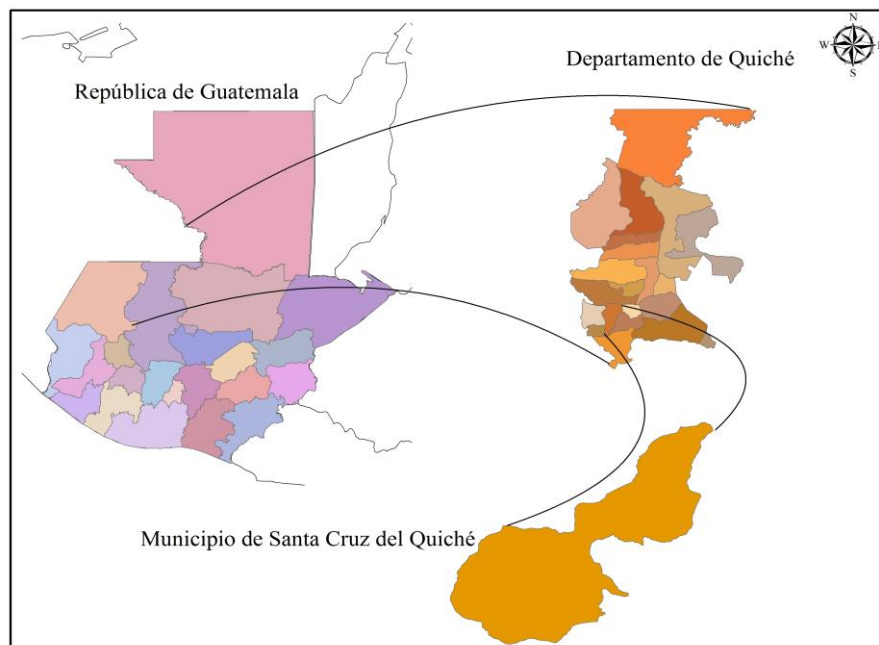 N
W
S
Departamento de Quiché
República de Guatemala
Municipio de Santa Cruz del Quiché